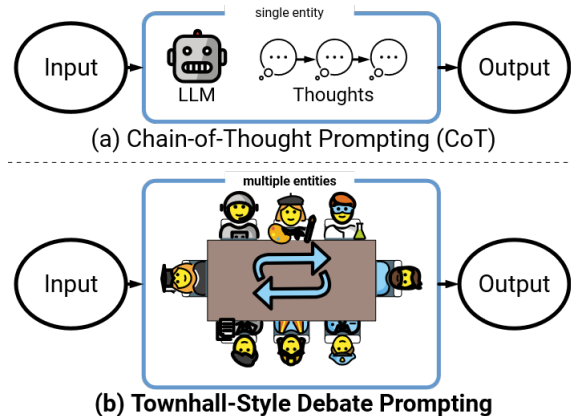 single entity
Input
LLM
Thoughts
Output
(a) Chain-of-Thought Prompting (CoT)
multiple entities
Input
Output
(b) Townhall-Style Debate Prompting